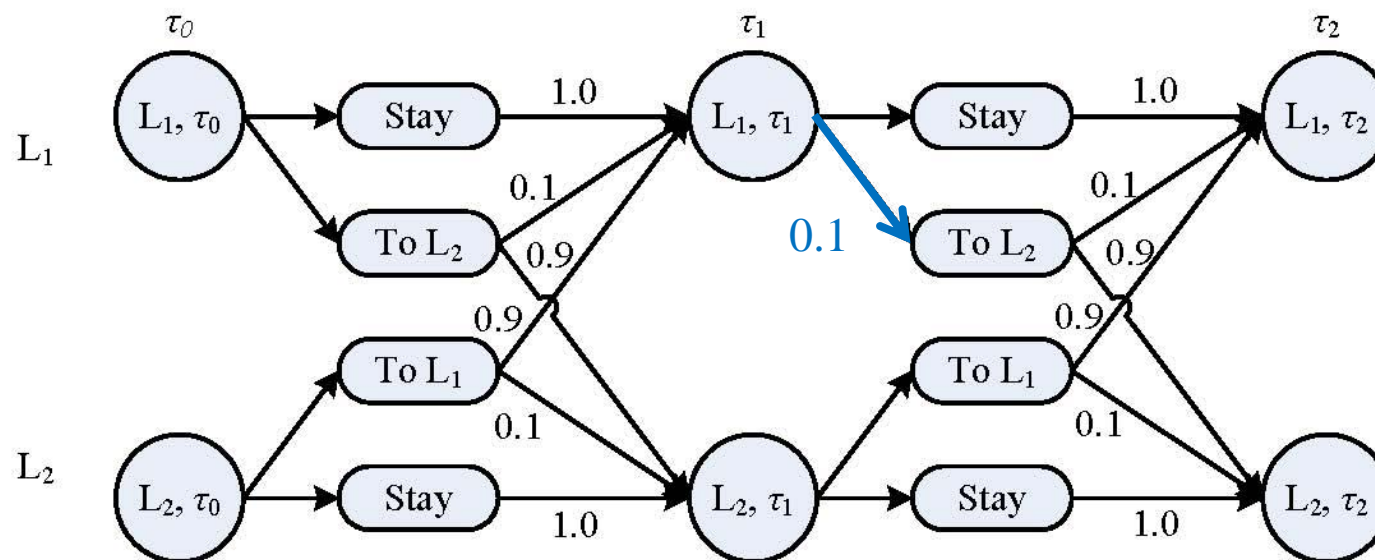 τ0 τ1 τ2
L1, τ0 Stay 1.0 L1, τ1 Stay 1.0 L1, τ2
L1
0.1 0.1
To L2 0.9 0.1 To L2 0.9
0.9 0.9
To L1 To L1
0.1 0.1
L2
L2, τ0 Stay 1.0 L2, τ1 Stay 1.0 L2, τ2